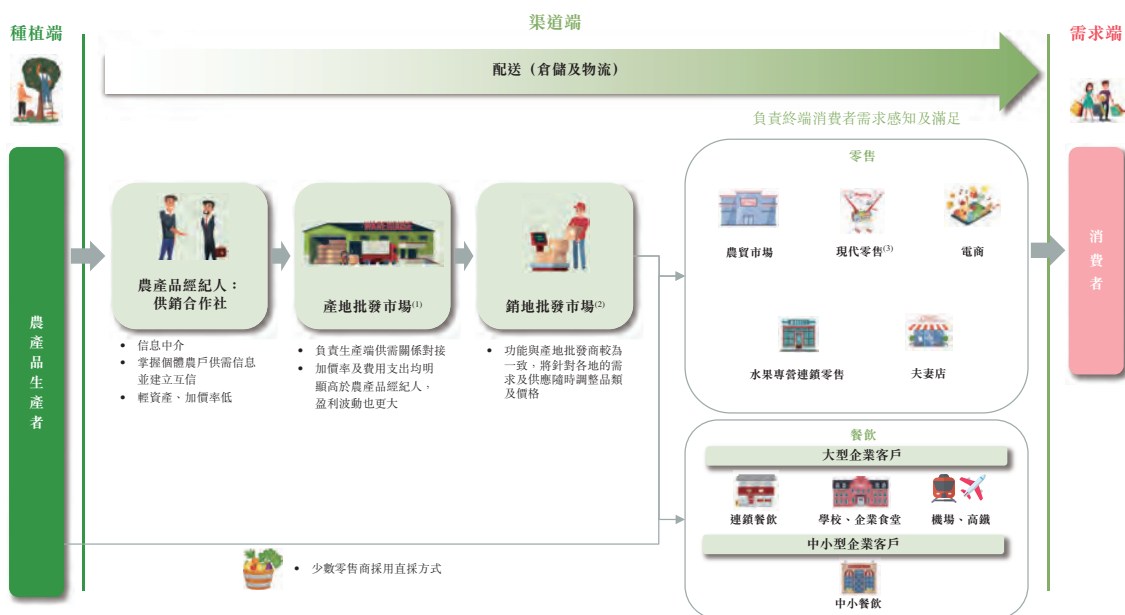 種植端
渠道端
需求端
配送（倉儲及物流）
負責終端消費者需求感知及滿足
農產品生產者
農產品經紀人：
供銷合作社
• 信息中介
• 掌握個體農戶供需信息
並建立互信
• 輕資產、加價率低
產地批發市場(1)
• 負責生產端供需關係對接
• 加價率及費用支出均明
顯高於農產品經紀人，
盈利波動也更大
銷地批發市場(2)
• 功能與產地批發商較為
一致，將針對各地的需
求及供應隨時調整品類
及價格
零售
農貿市場
現代零售(3)
電商
水果專營連鎖零售
夫妻店
餐飲
大型企業客戶
連鎖餐飲
學校、企業食堂
機場、高鐵
中小型企業客戶
中小餐飲
• 少數零售商採用直採方式
消費者